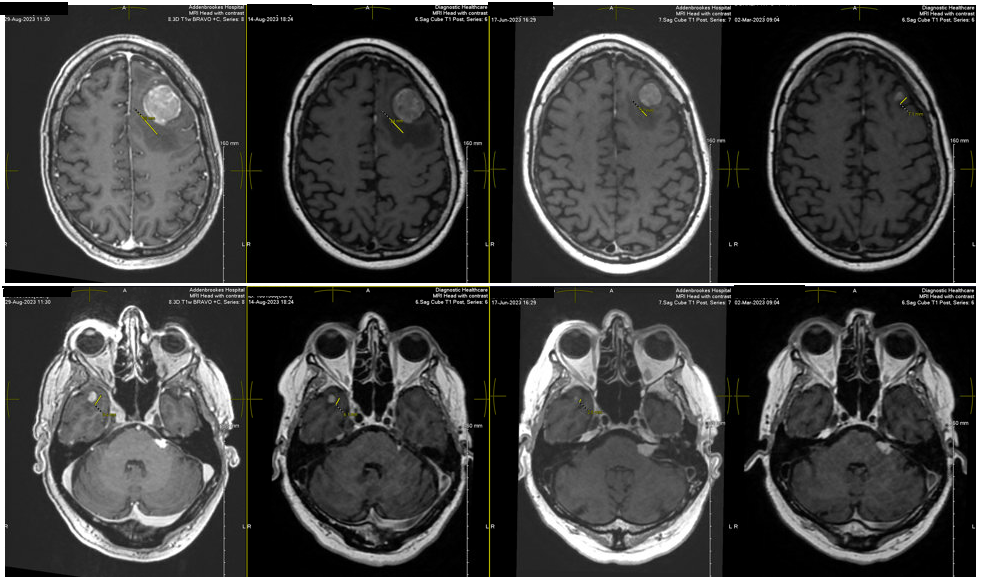 A
Addenbrookes Hospital
MRI Head with contrast
29-Aug-2023 11:30
8.3D T1w BRAVO +C, Series: 8
160 mm
R
L
A
Diagnostic Healthcare
MRI Head with contrast
14-Aug-2023 18:24
6.Sag Cube T1 Post, Series: 6
160 mm
R
L
A
Addenbrookes Hospital
MRI Head with contrast
17-Jun-2023 16:29
7.Sag Cube T1 Post, Series: 7
160 mm
R
L
A
Diagnostic Healthcare
MRI Head with contrast
02-Mar-2023 09:04
6.Sag Cube T1 Post, Series: 6
R
A
Addenbrookes Hospital
MRI Head with contrast
29-Aug-2023 11:30
8.3D T1w BRAVO +C, Series: 8
R
L
A
Diagnostic Healthcare
MRI Head with contrast
14-Aug-2023 18:24
6.Sag Cube T1 Post, Series: 6
160 mm
R
L
A
Addenbrookes Hospital
MRI Head with contrast
17-Jun-2023 16:29
7.Sag Cube T1 Post, Series: 7
R
L
A
Diagnostic Healthcare
MRI Head with contrast
02-Mar-2023 09:04
6.Sag Cube T1 Post, Series: 6
R